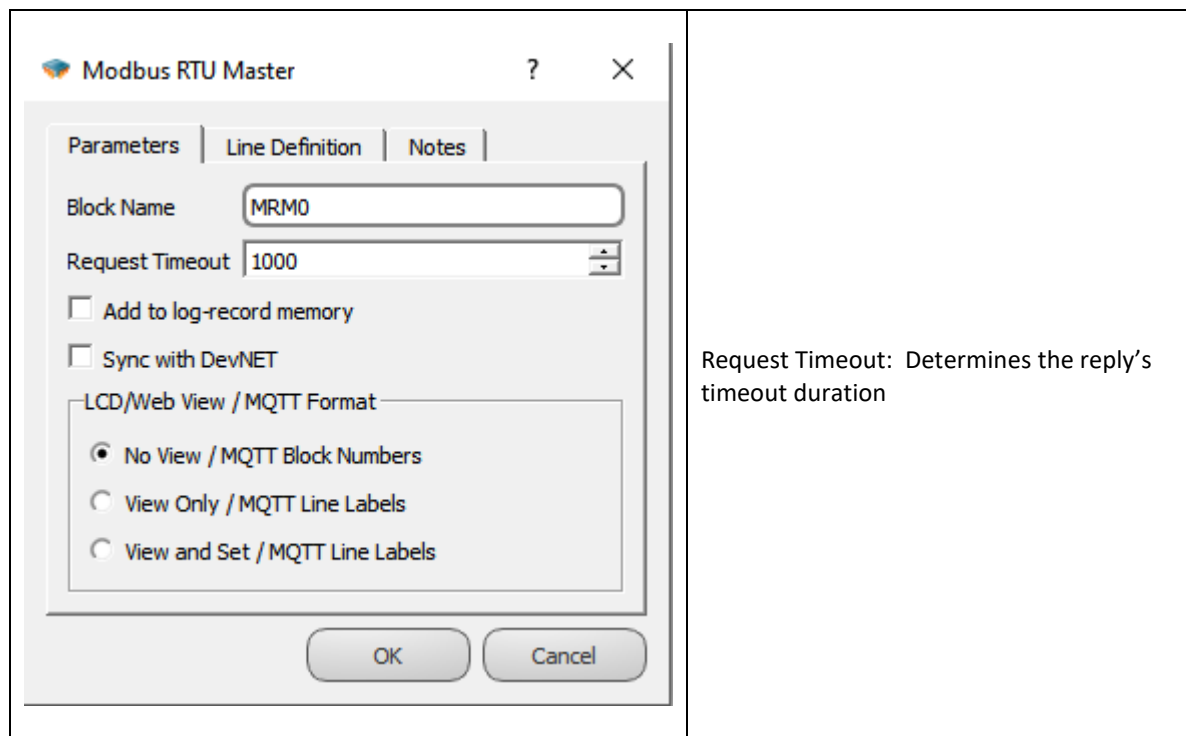 Modbus RTU Master ?
Parameters Line Definition Notes
Block Name MRM0
Request Timeout 1000
Add to log-record memory
Sync with DevNET
LCD/Web View / MQTT Format
No View / MQTT Block Numbers
View Only / MQTT Line Labels
View and Set / MQTT Line Labels
OK Cancel
Request Timeout:  Determines the reply’s
timeout duration